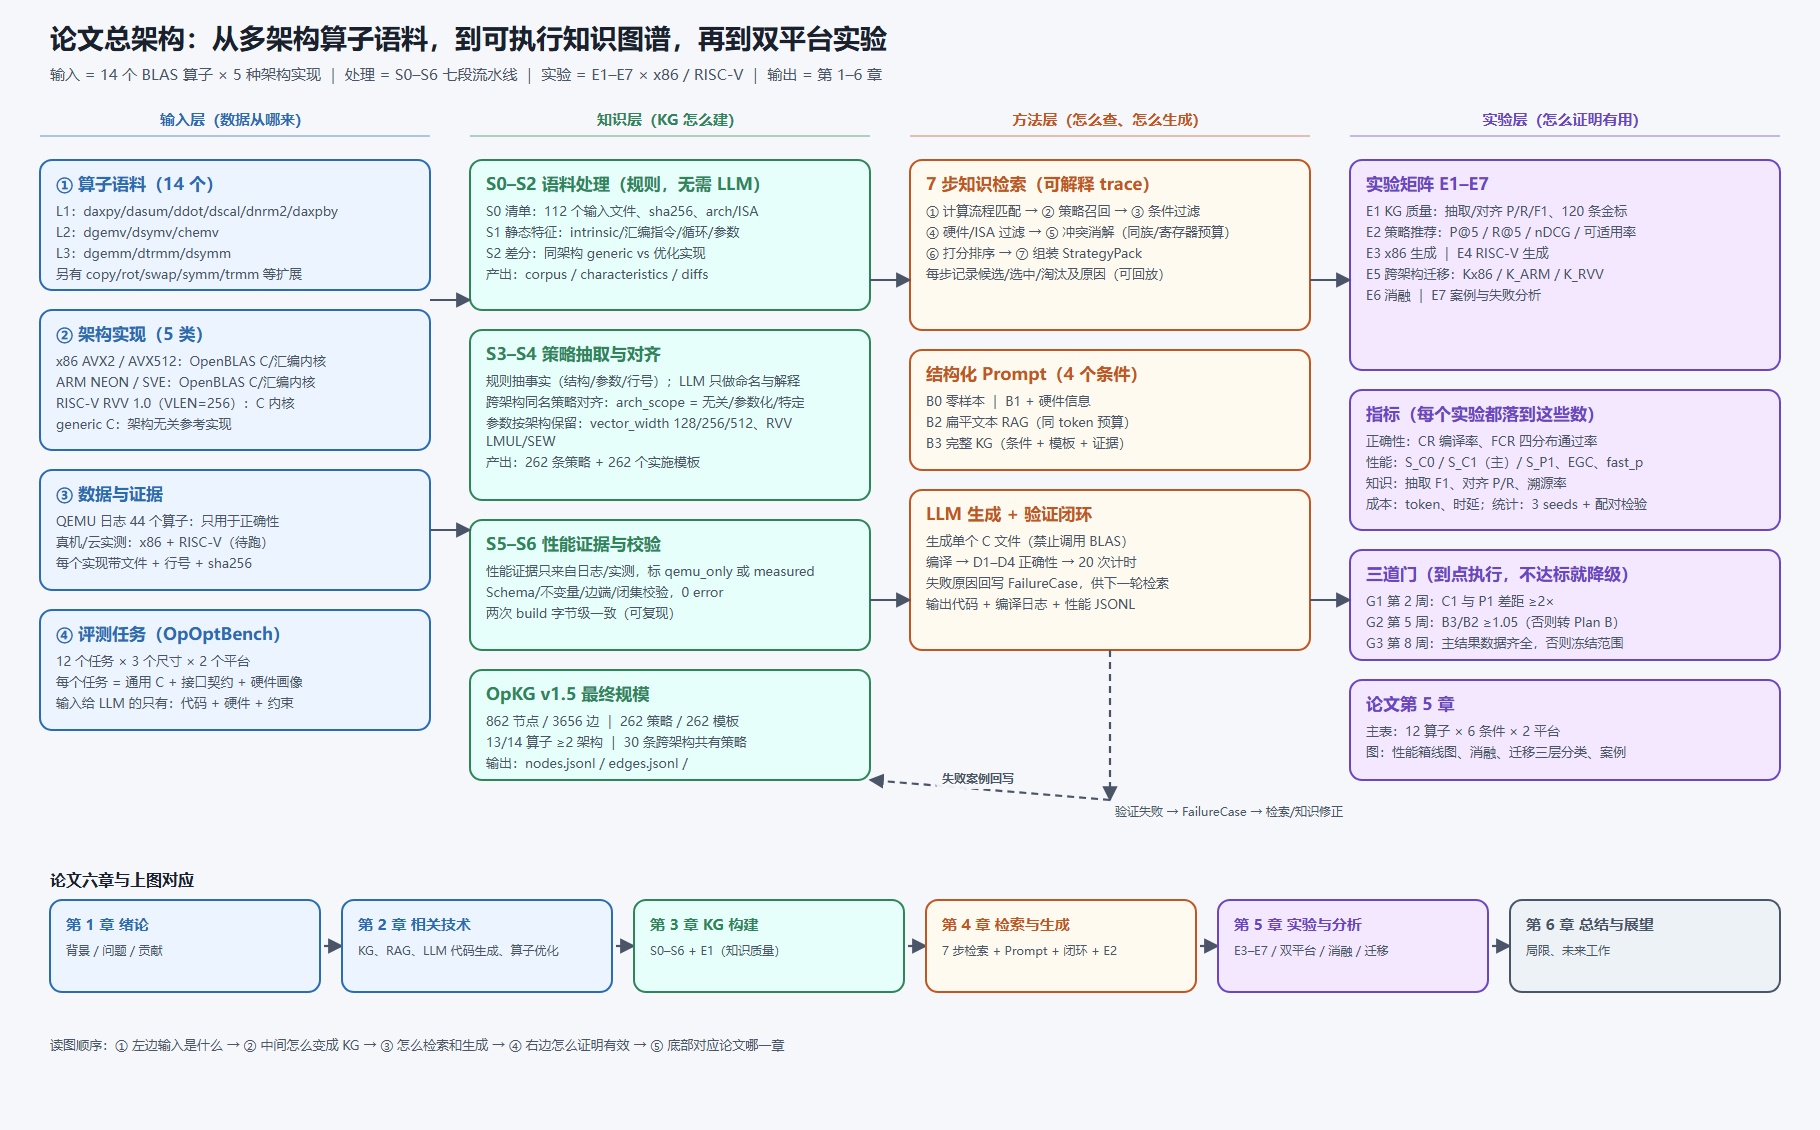 论文总架构：从多架构算子语料，到可执行知识图谱，再到双平台实验
输入 = 14 个 BLAS 算子 × 5 种架构实现 ｜ 处理 = S0–S6 七段流水线 ｜ 实验 = E1–E7 × x86 / RISC-V ｜ 输出 = 第 1–6 章
输入层（数据从哪来）
① 算子语料（14 个）
L1：daxpy/dasum/ddot/dscal/dnrm2/daxpby
L2：dgemv/dsymv/chemv
L3：dgemm/dtrmm/dsymm
另有 copy/rot/swap/symm/trmm 等扩展
② 架构实现（5 类）
x86 AVX2 / AVX512：OpenBLAS C/汇编内核
ARM NEON / SVE：OpenBLAS C/汇编内核
RISC-V RVV 1.0（VLEN=256）：C 内核
generic C：架构无关参考实现
③ 数据与证据
QEMU 日志 44 个算子：只用于正确性
真机/云实测：x86 + RISC-V（待跑）
每个实现带文件 + 行号 + sha256
④ 评测任务（OpOptBench）
12 个任务 × 3 个尺寸 × 2 个平台
每个任务 = 通用 C + 接口契约 + 硬件画像
输入给 LLM 的只有：代码 + 硬件 + 约束
知识层（KG 怎么建）
S0–S2 语料处理（规则，无需 LLM）
S0 清单：112 个输入文件、sha256、arch/ISA
S1 静态特征：intrinsic/汇编指令/循环/参数
S2 差分：同架构 generic vs 优化实现
产出：corpus / characteristics / diffs
S3–S4 策略抽取与对齐
规则抽事实（结构/参数/行号）；LLM 只做命名与解释
跨架构同名策略对齐：arch_scope = 无关/参数化/特定
参数按架构保留：vector_width 128/256/512、RVV
LMUL/SEW
产出：262 条策略 + 262 个实施模板
S5–S6 性能证据与校验
性能证据只来自日志/实测，标 qemu_only 或 measured
Schema/不变量/边端/闭集校验，0 error
两次 build 字节级一致（可复现）
OpKG v1.5 最终规模
862 节点 / 3656 边 ｜ 262 策略 / 262 模板
13/14 算子 ≥2 架构 ｜ 30 条跨架构共有策略
输出：nodes.jsonl / edges.jsonl /
方法层（怎么查、怎么生成）
7 步知识检索（可解释 trace）
① 计算流程匹配 → ② 策略召回 → ③ 条件过滤
④ 硬件/ISA 过滤 → ⑤ 冲突消解（同族/寄存器预算）
⑥ 打分排序 → ⑦ 组装 StrategyPack
每步记录候选/选中/淘汰及原因（可回放）
结构化 Prompt（4 个条件）
B0 零样本 ｜ B1 + 硬件信息
B2 扁平文本 RAG（同 token 预算）
B3 完整 KG（条件 + 模板 + 证据）
LLM 生成 + 验证闭环
生成单个 C 文件（禁止调用 BLAS）
编译 → D1–D4 正确性 → 20 次计时
失败原因回写 FailureCase，供下一轮检索
输出代码 + 编译日志 + 性能 JSONL
失败案例回写
验证失败 → FailureCase → 检索/知识修正
实验层（怎么证明有用）
实验矩阵 E1–E7
E1 KG 质量：抽取/对齐 P/R/F1、120 条金标
E2 策略推荐：P@5 / R@5 / nDCG / 可适用率
E3 x86 生成 ｜ E4 RISC-V 生成
E5 跨架构迁移：Kx86 / K_ARM / K_RVV
E6 消融 ｜ E7 案例与失败分析
指标（每个实验都落到这些数）
正确性：CR 编译率、FCR 四分布通过率
性能：S_C0 / S_C1（主）/ S_P1、EGC、fast_p
知识：抽取 F1、对齐 P/R、溯源率
成本：token、时延；统计：3 seeds + 配对检验
三道门（到点执行，不达标就降级）
G1 第 2 周：C1 与 P1 差距 ≥2×
G2 第 5 周：B3/B2 ≥1.05（否则转 Plan B）
G3 第 8 周：主结果数据齐全，否则冻结范围
论文第 5 章
主表：12 算子 × 6 条件 × 2 平台
图：性能箱线图、消融、迁移三层分类、案例
论文六章与上图对应
第 1 章 绪论
背景 / 问题 / 贡献
第 2 章 相关技术
KG、RAG、LLM 代码生成、算子优化
第 3 章 KG 构建
S0–S6 + E1（知识质量）
第 4 章 检索与生成
7 步检索 + Prompt + 闭环 + E2
第 5 章 实验与分析
E3–E7 / 双平台 / 消融 / 迁移
第 6 章 总结与展望
局限、未来工作
读图顺序：① 左边输入是什么 → ② 中间怎么变成 KG → ③ 怎么检索和生成 → ④ 右边怎么证明有效 → ⑤ 底部对应论文哪一章